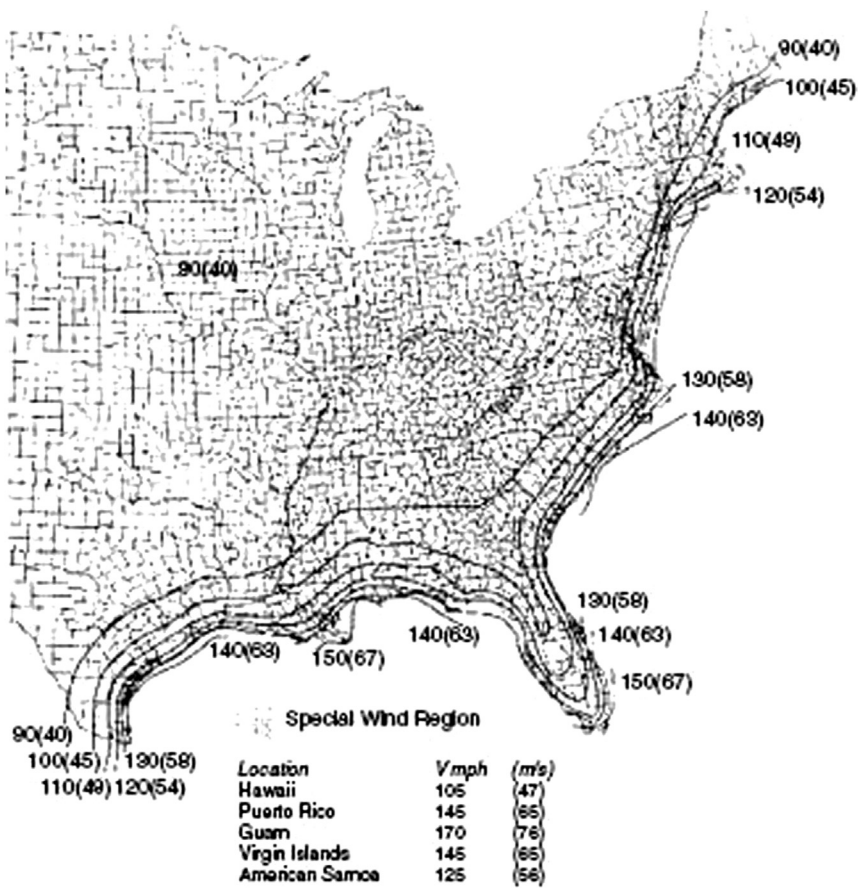 90(40)
100(45)
110(49)
120(54)
90(40)
130(58)
140(63)
130(58)
140(63)
140(63)
140(63)
150(67)
150(67)
Special Wind Region
90(40)
100(45) 130(58)
110(49) 120(54)
Location V mph (m/s)
Hawaii 105 (47)
Puerto Rico 145 (65)
Guam 170 (76)
Virgin Islands 145 (65)
American Samoa 125 (56)